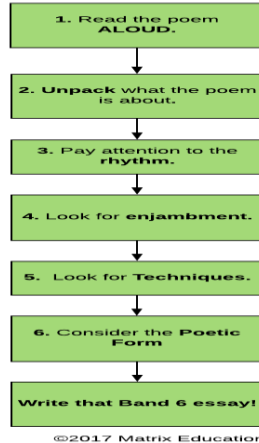 1. Read the poem
ALOUD.
2. Unpack what the poem
is about.
3. Pay attention to the
rhythm.
4. Look for enjambment.
5. Look for Techniques.
6. Consider the Poetic
Form
Write that Band 6 essay!
©2017 Matrix Education